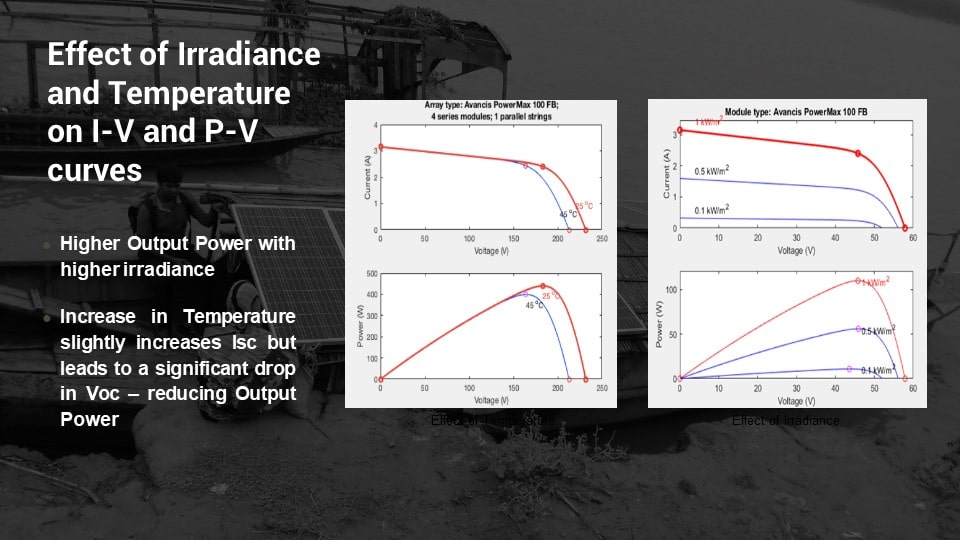 Effect of Irradiance
and Temperature
on I-V and P-V
curves
• Higher Output Power with
higher irradiance
• Increase in Temperature
slightly increases Isc but
leads to a significant drop
in Voc – reducing Output
Power
Array type: Avancis PowerMax 100 FB;
4 series modules; 1 parallel strings
Current (A)
4
3
2
1
0
25 °C
45 °C
0 50 100 150 200 250
Voltage (V)
Power (W)
500
400
300
200
100
0
25 °C
45 °C
0 50 100 150 200 250
Voltage (V)
Effect of Temperature
Module type: Avancis PowerMax 100 FB
Current (A)
3
2
1
0
1 kW/m²
0.5 kW/m²
0.1 kW/m²
0 10 20 30 40 50 60
Voltage (V)
Power (W)
100
50
0
1 kW/m²
0.5 kW/m²
0.1 kW/m²
0 10 20 30 40 50 60
Voltage (V)
Effect of Irradiance